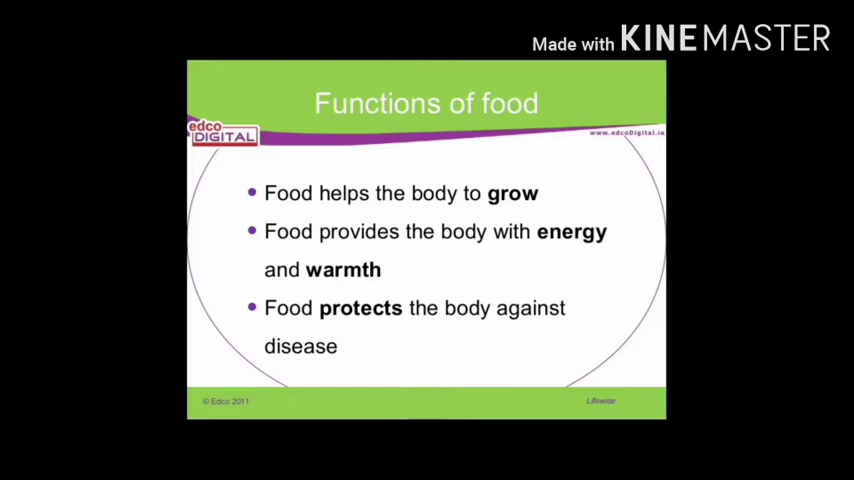 Made with KINEMASTER
Functions of food
edco
DIGITAL
www.edcoDigital.ie
• Food helps the body to grow
• Food provides the body with energy
and warmth
• Food protects the body against
disease
© Edco 2011
Lifewise